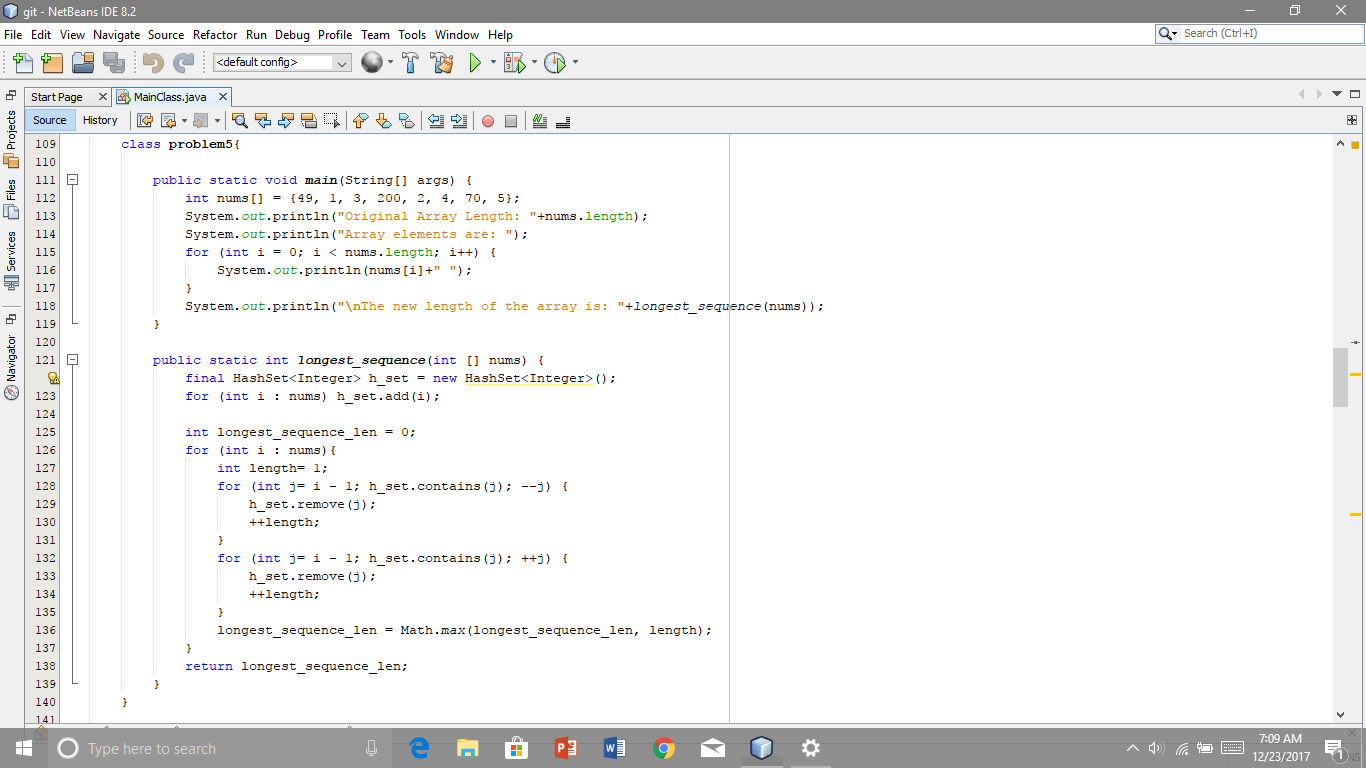 git - NetBeans IDE 8.2
File Edit View Navigate Source Refactor Run Debug Profile Team Tools Window Help
Search (Ctrl+I)
<default config>
Start Page MainClass.java
Source History
Projects
Files
Services
Navigator
109 class problem5{
110
111 public static void main(String[] args) {
112 int nums[] = {49, 1, 3, 200, 2, 4, 70, 5};
113 System.out.println("Original Array Length: "+nums.length);
114 System.out.println("Array elements are: ");
115 for (int i = 0; i < nums.length; i++) {
116 System.out.println(nums[i]+" ");
117 }
118 System.out.println("\nThe new length of the array is: "+longest_sequence(nums));
119 }
120
121 public static int longest_sequence(int [] nums) {
final HashSet<Integer> h_set = new HashSet<Integer>();
123 for (int i : nums) h_set.add(i);
124
125 int longest_sequence_len = 0;
126 for (int i : nums){
127 int length= 1;
128 for (int j= i - 1; h_set.contains(j); --j) {
129 h_set.remove(j);
130 ++length;
131 }
132 for (int j= i - 1; h_set.contains(j); ++j) {
133 h_set.remove(j);
134 ++length;
135 }
136 longest_sequence_len = Math.max(longest_sequence_len, length);
137 }
138 return longest_sequence_len;
139 }
140 }
141
Type here to search
7:09 AM
12/23/2017
1